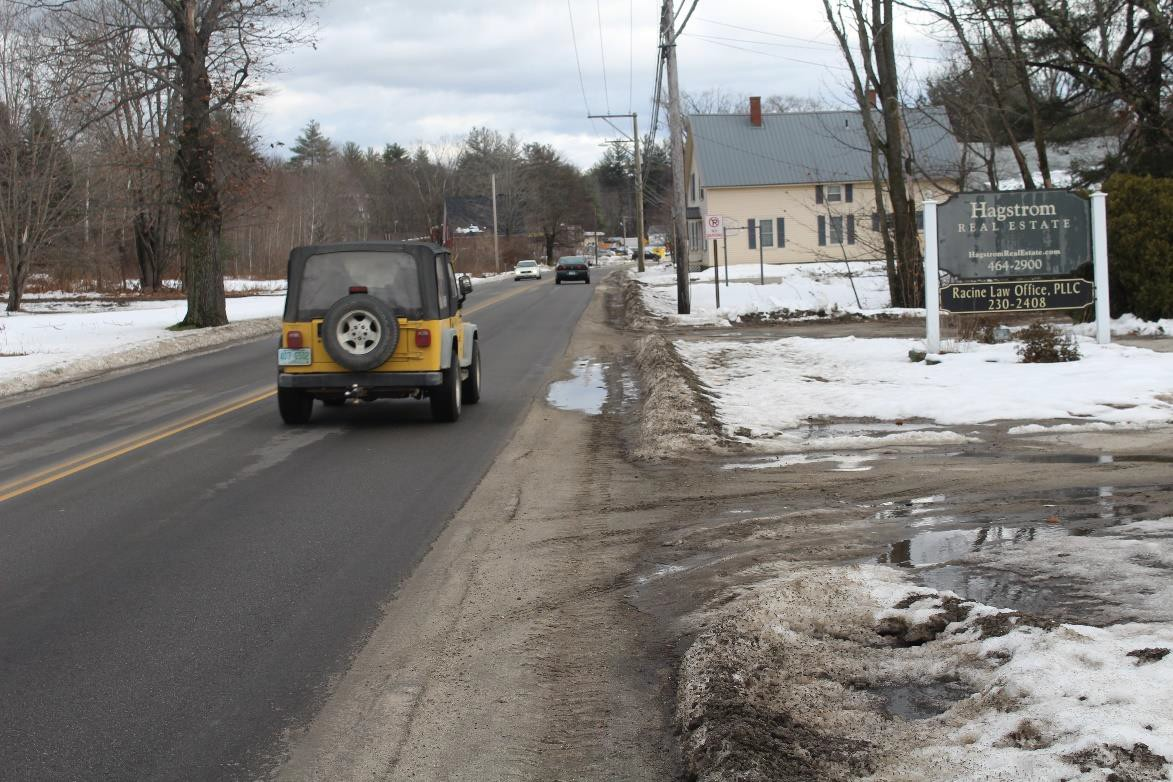 Hagstrom
REAL ESTATE
HagstromRealEstate.com
464-2900
Racine Law Office, PLLC
230-2408